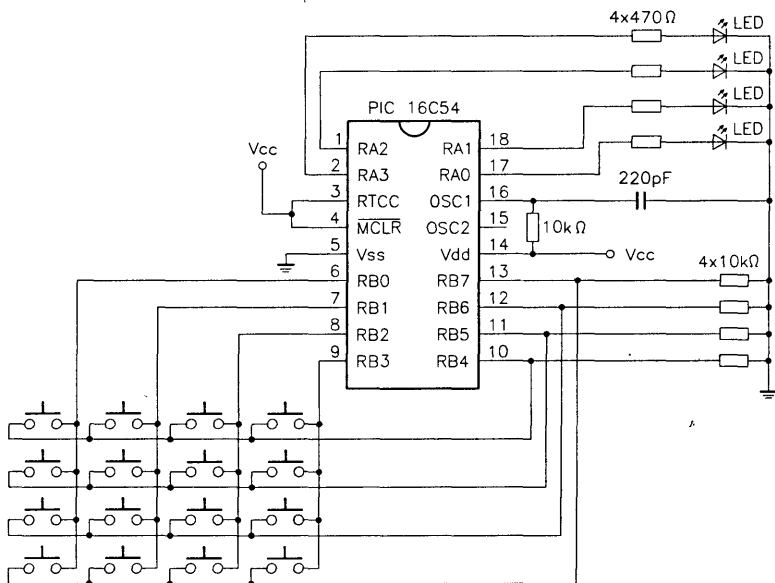 4x470Ω
LED
LED
LED
LED
PIC 16C54
Vcc
1 RA2 RA1 18
2 RA3 RA0 17
3 RTCC OSC1 16
4 MCLR OSC2 15
5 Vss Vdd 14
6 RB0 RB7 13
7 RB1 RB6 12
8 RB2 RB5 11
9 RB3 RB4 10
220pF
10kΩ
Vcc
4x10kΩ